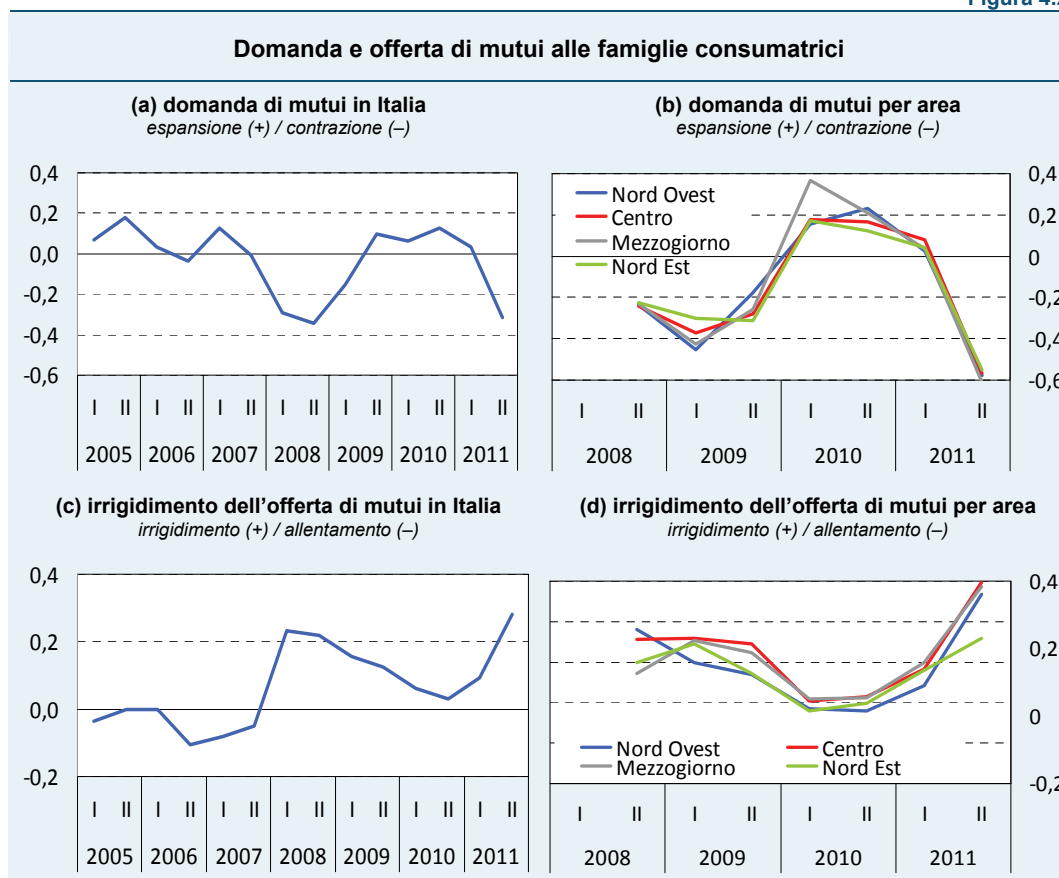 Figura 4.2
Domanda e offerta di mutui alle famiglie consumatrici
(a) domanda di mutui in Italia
espansione (+) / contrazione (–)
0,4
0,2
0,0
-0,2
-0,4
-0,6
I II I II I II I II I II I II I II
2005 2006 2007 2008 2009 2010 2011
(b) domanda di mutui per area
espansione (+) / contrazione (–)
Nord Ovest
Centro
Mezzogiorno
Nord Est
0,4
0,2
0
-0,2
-0,4
-0,6
I II I II I II I II
2008 2009 2010 2011
(c) irrigidimento dell’offerta di mutui in Italia
irrigidimento (+) / allentamento (–)
0,4
0,2
0,0
-0,2
I II I II I II I II I II I II I II
2005 2006 2007 2008 2009 2010 2011
(d) irrigidimento dell’offerta di mutui per area
irrigidimento (+) / allentamento (–)
0,4
0,2
0
-0,2
Nord Ovest Centro
Mezzogiorno Nord Est
I II I II I II I II
2008 2009 2010 2011